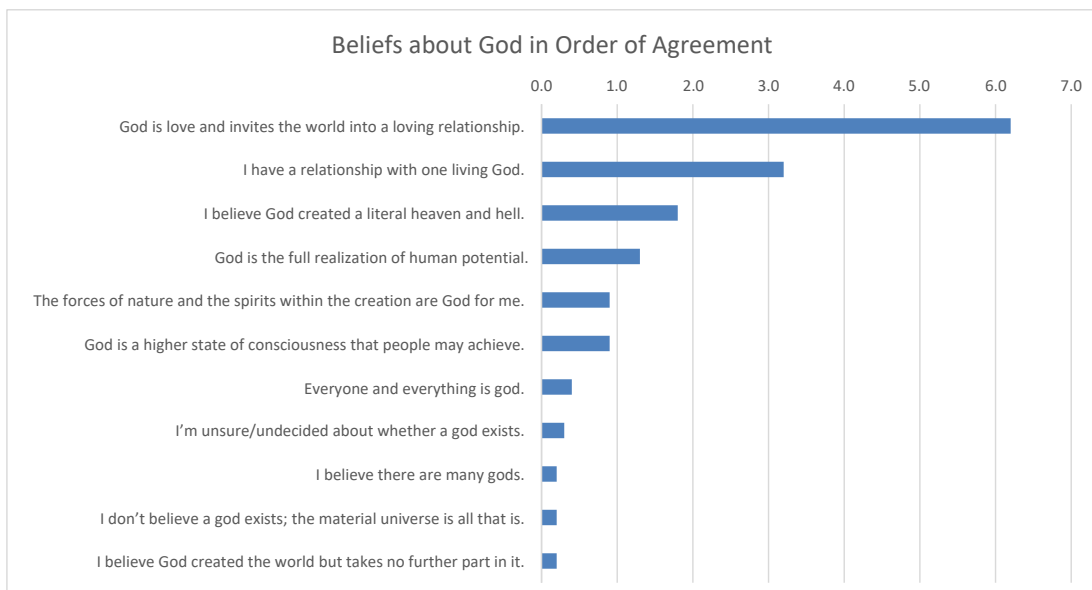 Beliefs about God in Order of Agreement
0.0 1.0 2.0 3.0 4.0 5.0 6.0 7.0
God is love and invites the world into a loving relationship.
I have a relationship with one living God.
I believe God created a literal heaven and hell.
God is the full realization of human potential.
The forces of nature and the spirits within the creation are God for me.
God is a higher state of consciousness that people may achieve.
Everyone and everything is god.
I’m unsure/undecided about whether a god exists.
I believe there are many gods.
I don’t believe a god exists; the material universe is all that is.
I believe God created the world but takes no further part in it.